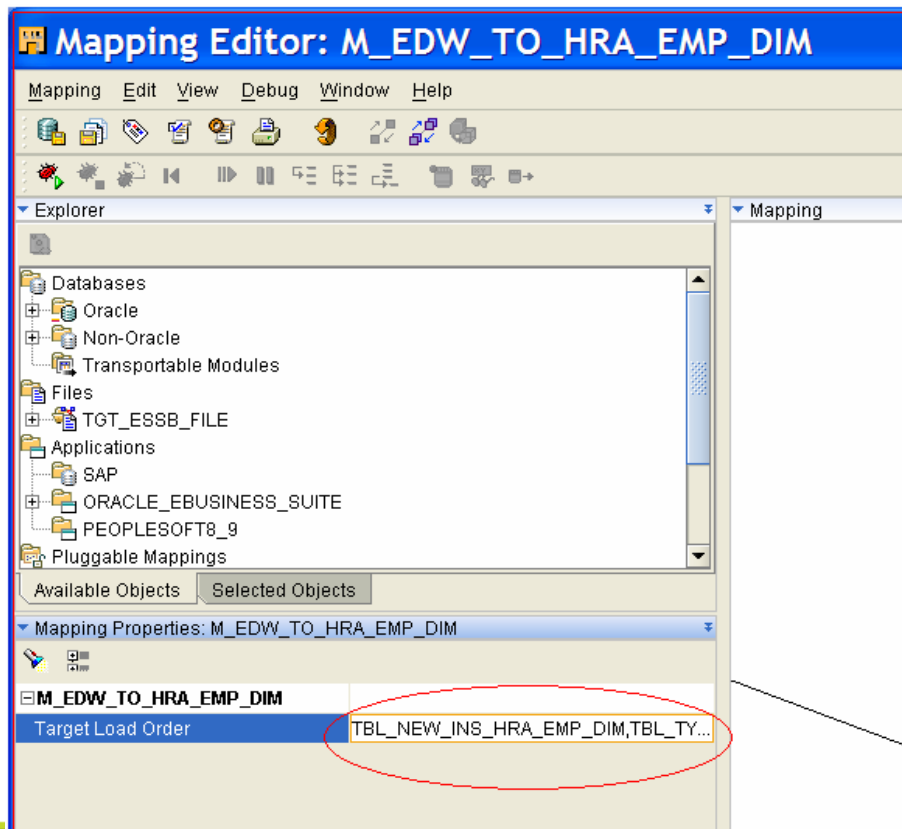 Mapping Editor: M_EDW_TO_HRA_EMP_DIM
Mapping Edit View Debug Window Help
Explorer
Mapping
Databases
Oracle
Non-Oracle
Transportable Modules
Files
TGT_ESSB_FILE
Applications
SAP
ORACLE_EBUSINESS_SUITE
PEOPLESOFT8_9
Pluggable Mappings
Available Objects Selected Objects
Mapping Properties: M_EDW_TO_HRA_EMP_DIM
M_EDW_TO_HRA_EMP_DIM
Target Load Order TBL_NEW_INS_HRA_EMP_DIM,TBL_TY...